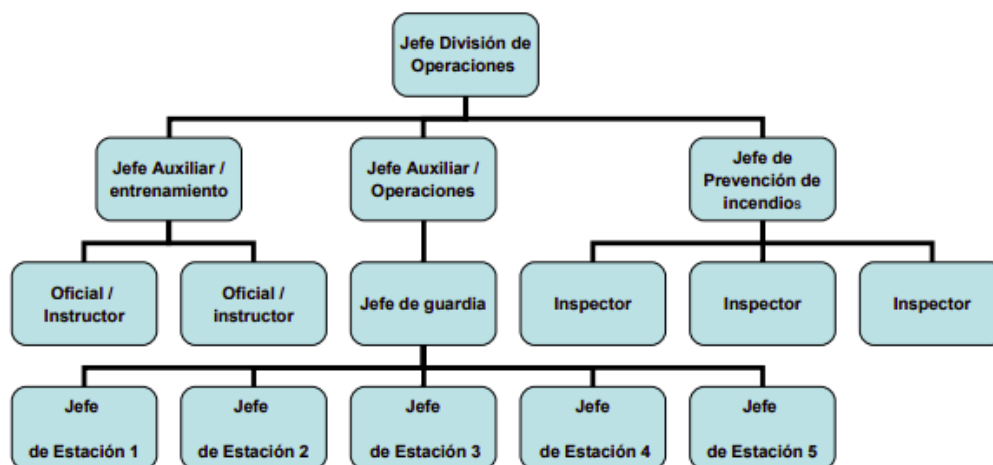 Jefe División de
Operaciones
Jefe Auxiliar /
entrenamiento
Jefe Auxiliar /
Operaciones
Jefe de
Prevención de
incendios
Oficial /
Instructor
Oficial /
instructor
Jefe de guardia
Inspector
Inspector
Inspector
Jefe
de Estación 1
Jefe
de Estación 2
Jefe
de Estación 3
Jefe
de Estación 4
Jefe
de Estación 5